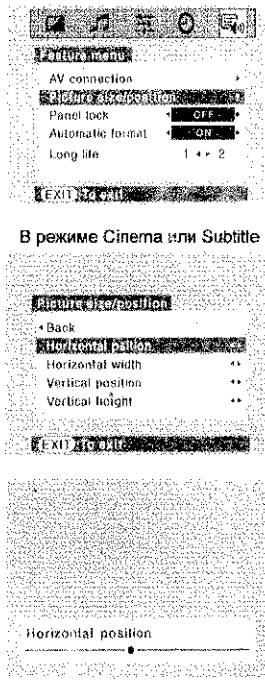 Feature menu
AV connection
Picture size/position
Panel lock OFF
Automatic format ON
Long life 1 2
EXIT To exit
В режиме Cinema или Subtitle
Picture size/position
Back
Horizontal psition
Horizontal width
Vertical position
Vertical height
EXIT To exit
Horizontal position